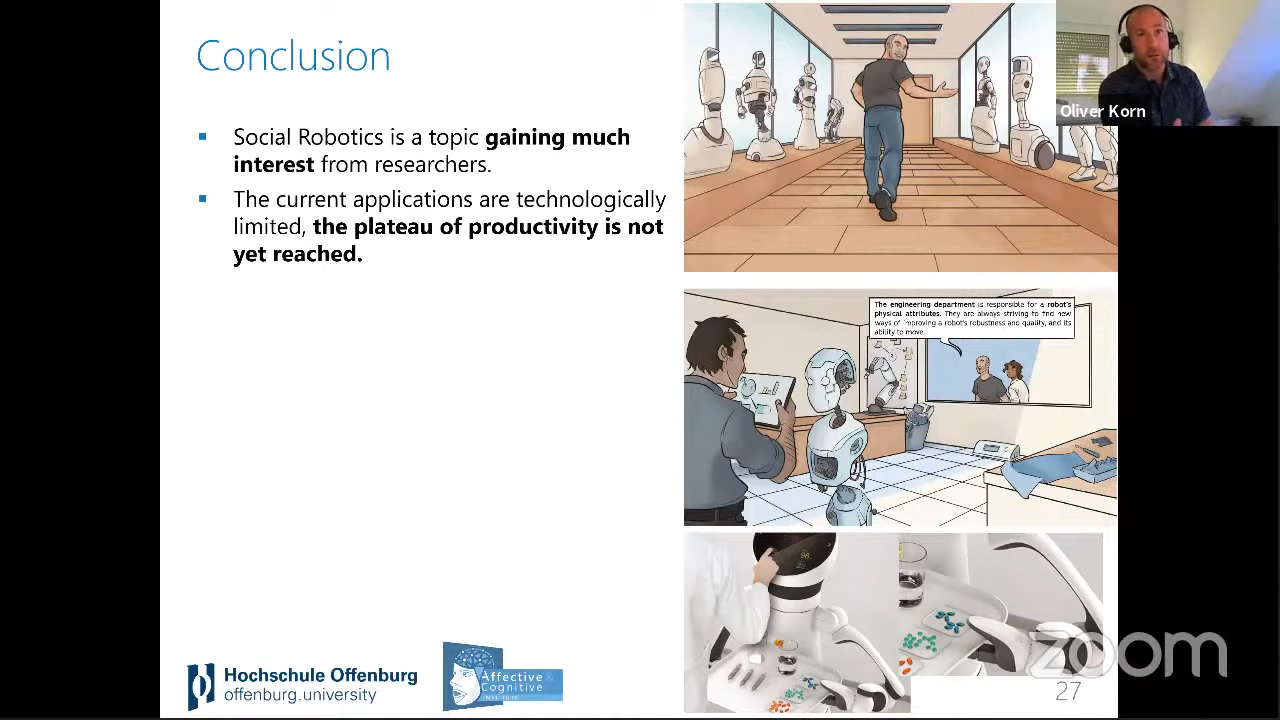 Conclusion
▪ Social Robotics is a topic gaining much
interest from researchers.
▪ The current applications are technologically
limited, the plateau of productivity is not
yet reached.
Oliver Korn
The engineering department is responsible for a robot's
physical attributes. They are always striving to find new
ways of improving a robot's robustness and quality, and its
ability to move.
98
Hochschule Offenburg
offenburg.university
Affective &
Cognitive
INSTITUTE
zoom
27